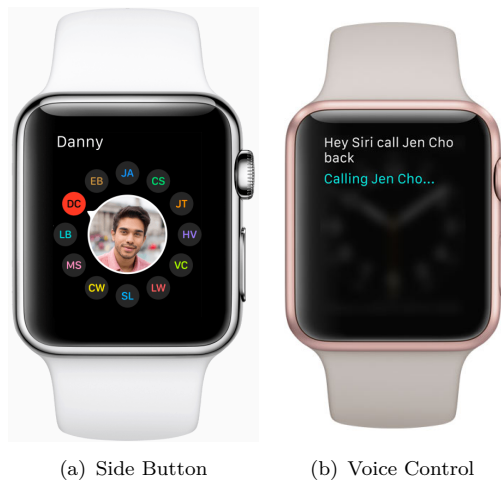 Danny
JA
EB
CS
DC
JT
LB
HV
MS
VC
CW
LW
SL
Hey Siri call Jen Cho
back
Calling Jen Cho...
(a) Side Button
(b) Voice Control